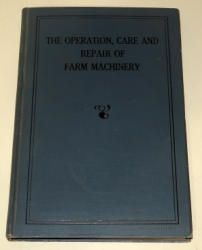 THE OPERATION, CARE AND
REPAIR OF
FARM MACHINERY